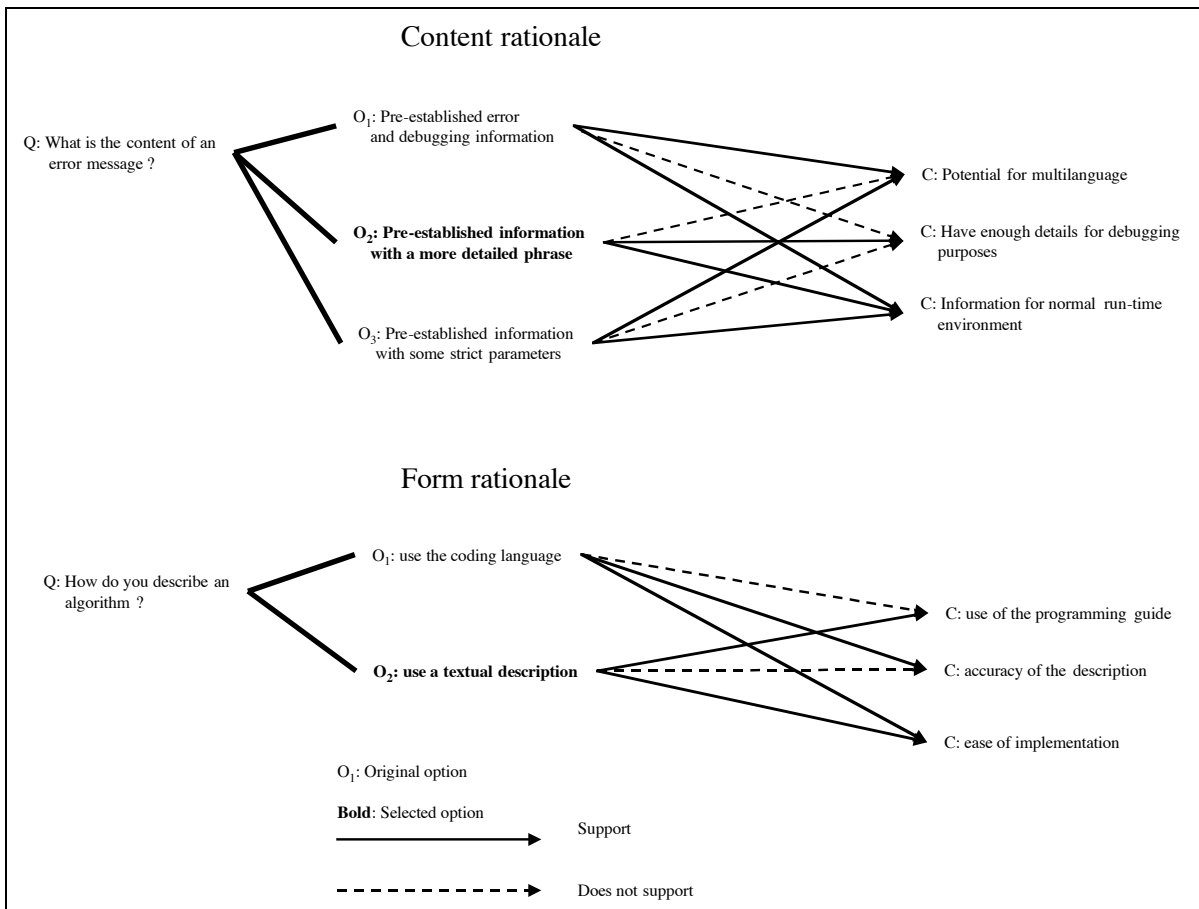 Content rationale
Q: What is the content of an
error message ?
O1: Pre-established error
and debugging information
O2: Pre-established information
with a more detailed phrase
O3: Pre-established information
with some strict parameters
C: Potential for multilanguage
C: Have enough details for debugging
purposes
C: Information for normal run-time
environment
Form rationale
Q: How do you describe an
algorithm ?
O1: use the coding language
O2: use a textual description
C: use of the programming guide
C: accuracy of the description
C: ease of implementation
O1: Original option
Bold: Selected option
Support
Does not support